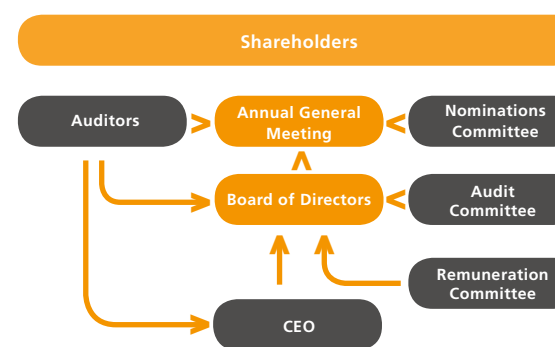 Shareholders
Auditors
Annual General
Meeting
Nominations
Committee
Board of Directors
Audit
Committee
Remuneration
Committee
CEO